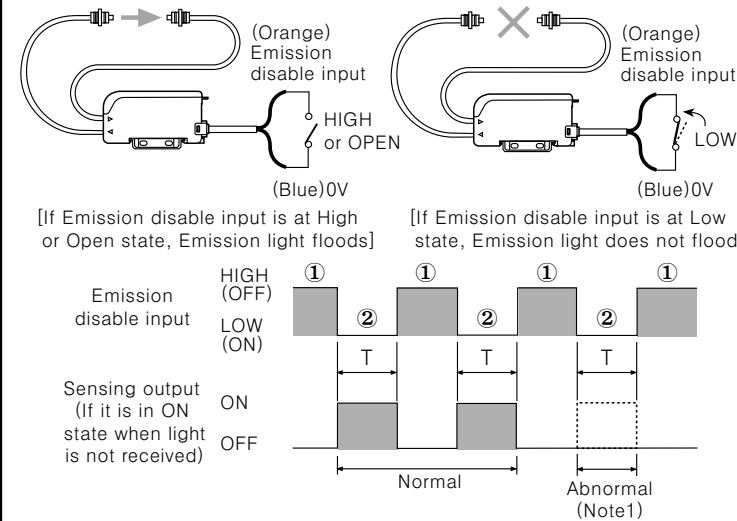 (Orange)
Emission
disable input
HIGH
or OPEN
(Blue)0V
[If Emission disable input is at High
or Open state, Emission light floods]
(Orange)
Emission
disable input
LOW
(Blue)0V
[If Emission disable input is at Low
state, Emission light does not flood
Emission
disable input
HIGH
(OFF)
LOW
(ON)
① ① ① ①
② ② ②
T T T
Sensing output
(If it is in ON
state when light
is not received)
ON
OFF
Normal
Abnormal
(Note1)